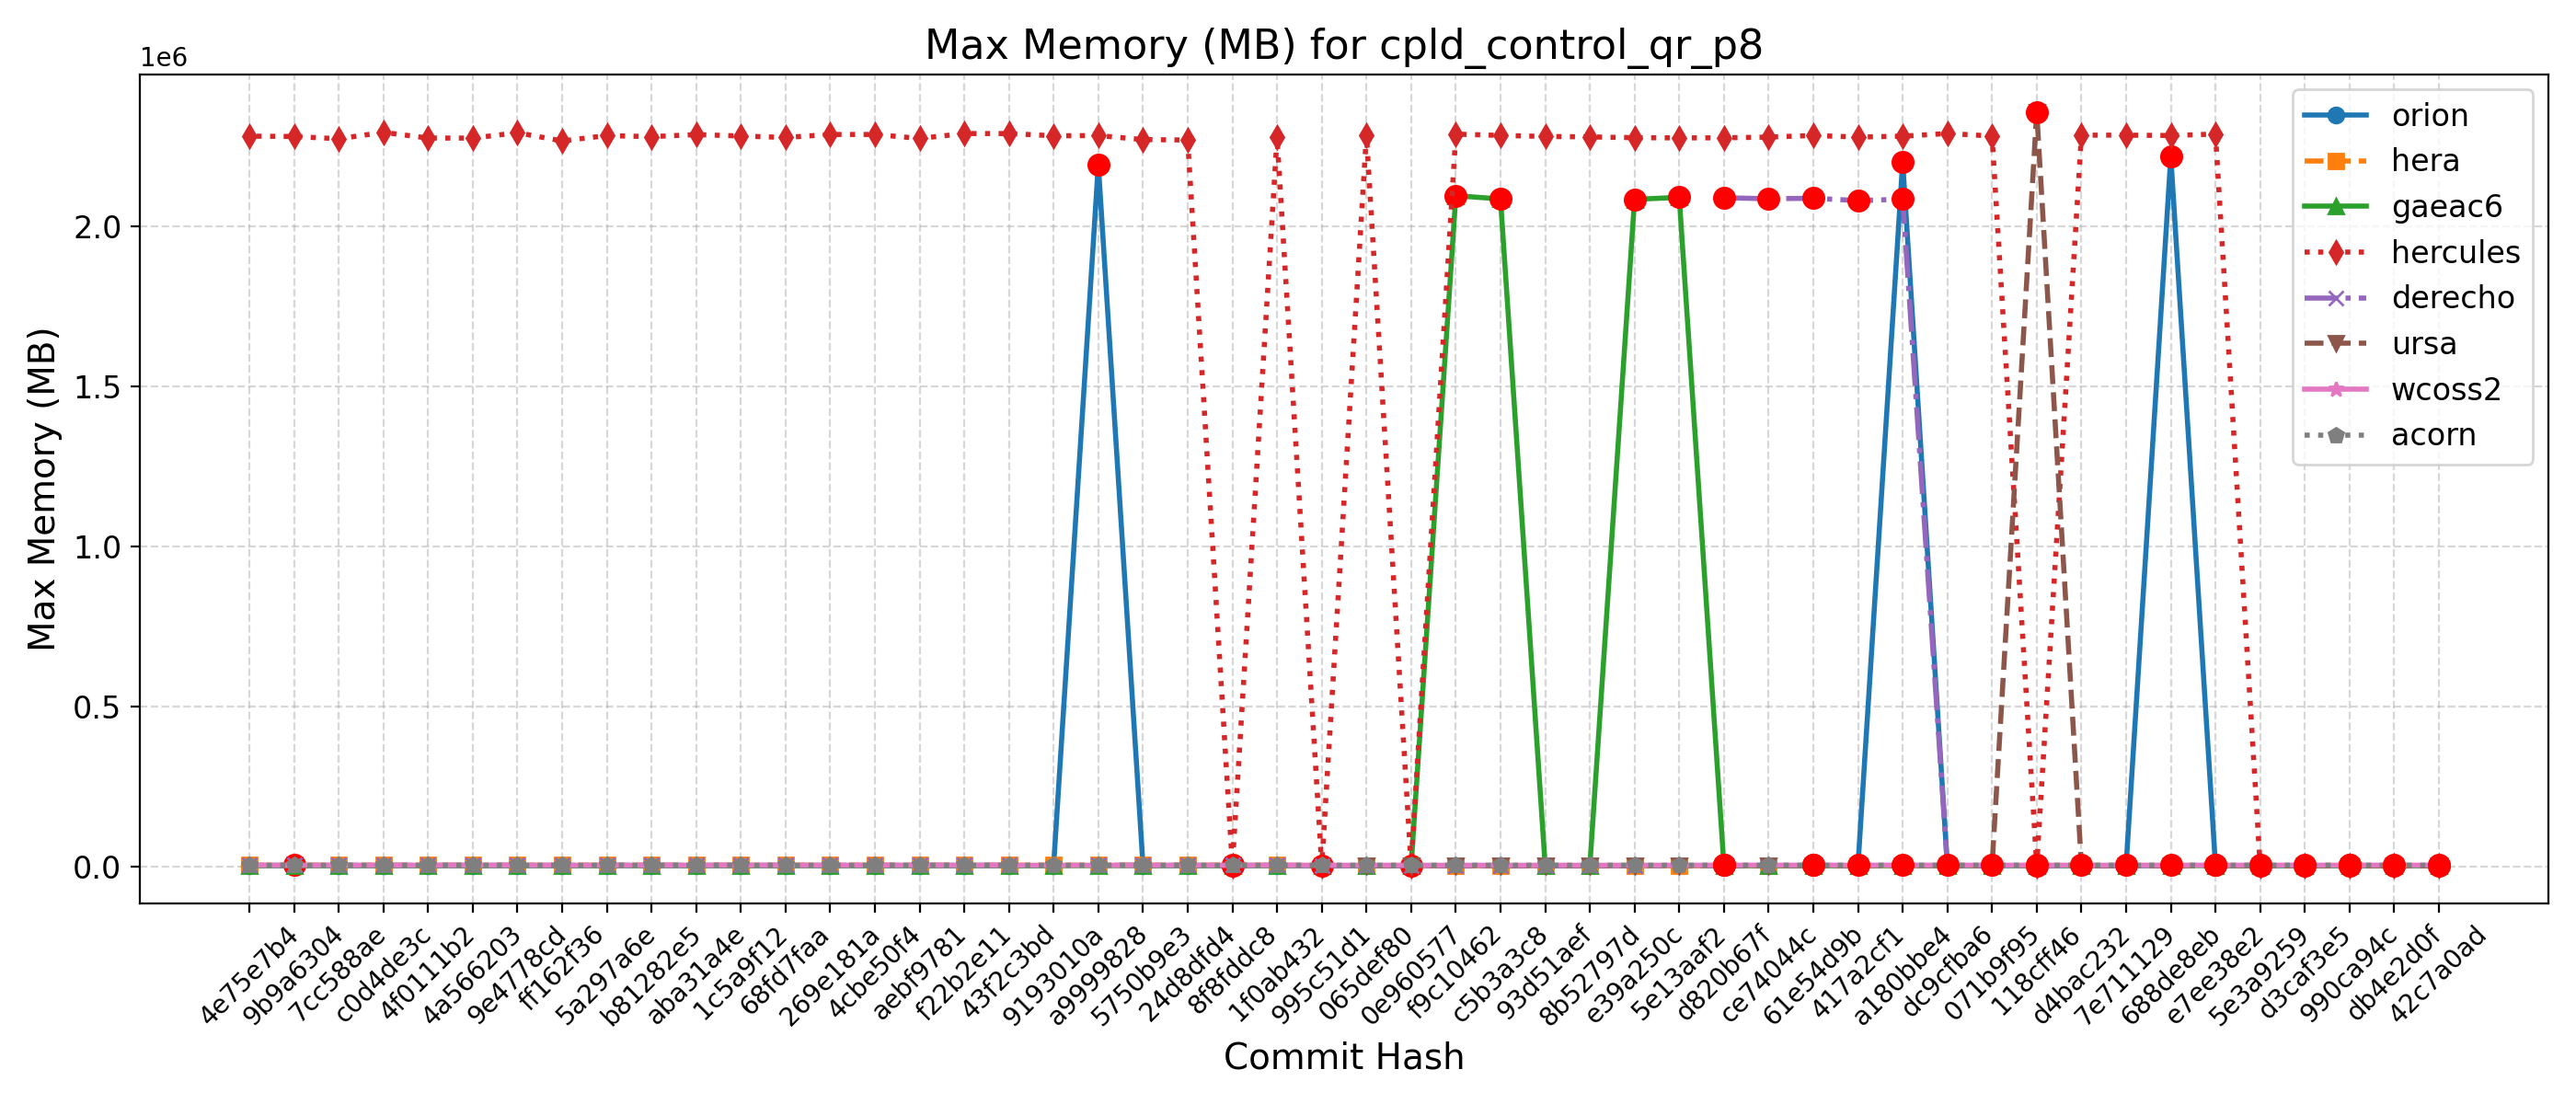 Max Memory (MB) for cpld_control_qr_p8
1e6
2.0
1.5
1.0
0.5
0.0
Max Memory (MB)
orion
hera
gaeac6
hercules
derecho
ursa
wcoss2
acorn
4e75e7b4
9b9a6304
7cc588ae
c0d4de3c
4f0111b2
4a566203
9e4778cd
ff162f36
5a297a6e
b81282e5
aba31a4e
1c5a9f12
68fd7faa
269e181a
4cbe50f4
aebf9781
f22b2e11
43f2c3bd
9193010a
a9999828
5750b9e3
24d8dfd4
8f8fddc8
1f0ab432
995c51d1
065def80
0e960577
f9c10462
c5b3a3c8
93d51aef
8b52797d
e39a250c
5e13aaf2
d820b67f
ce74044c
61e54d9b
417a2cf1
a180bbe4
dc9cfba6
071b9f95
118cff46
d4bac232
7e711129
688de8eb
e7ee38e2
5e3a9259
d3caf3e5
990ca94c
db4e2d0f
42c7a0ad
Commit Hash